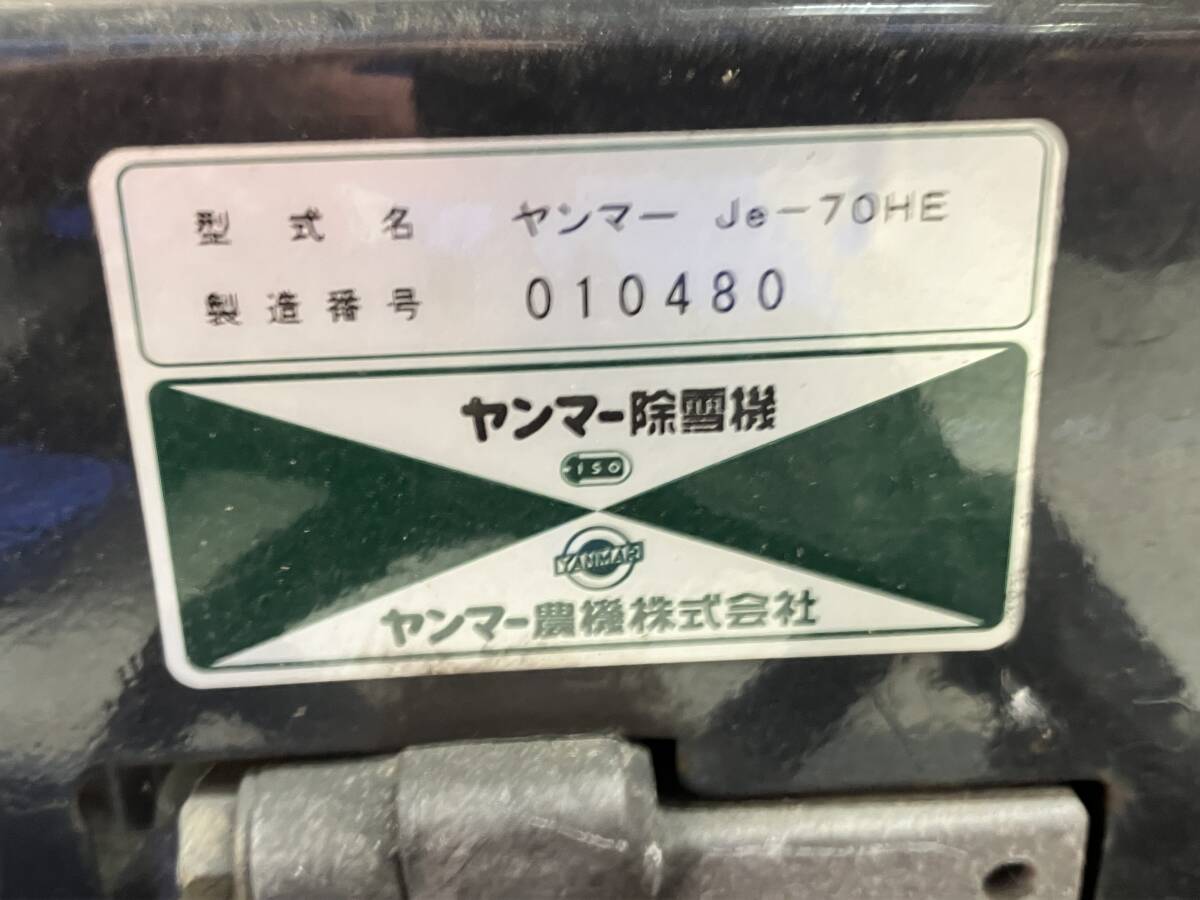 型式名 ヤンマー Je-70HE
製造番号 010480
ヤンマー除雪機
ISO
YANMAR
ヤンマー農機株式会社